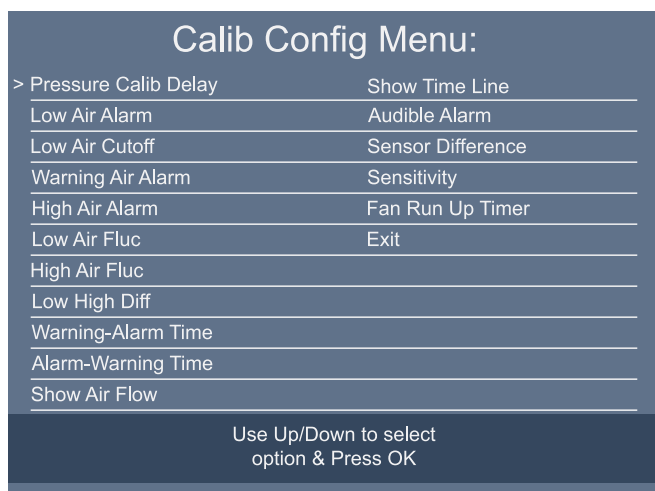 Calib Config Menu:
> Pressure Calib Delay
Low Air Alarm
Low Air Cutoff
Warning Air Alarm
High Air Alarm
Low Air Fluc
High Air Fluc
Low High Diff
Warning-Alarm Time
Alarm-Warning Time
Show Air Flow
Show Time Line
Audible Alarm
Sensor Difference
Sensitivity
Fan Run Up Timer
Exit
Use Up/Down to select
option & Press OK